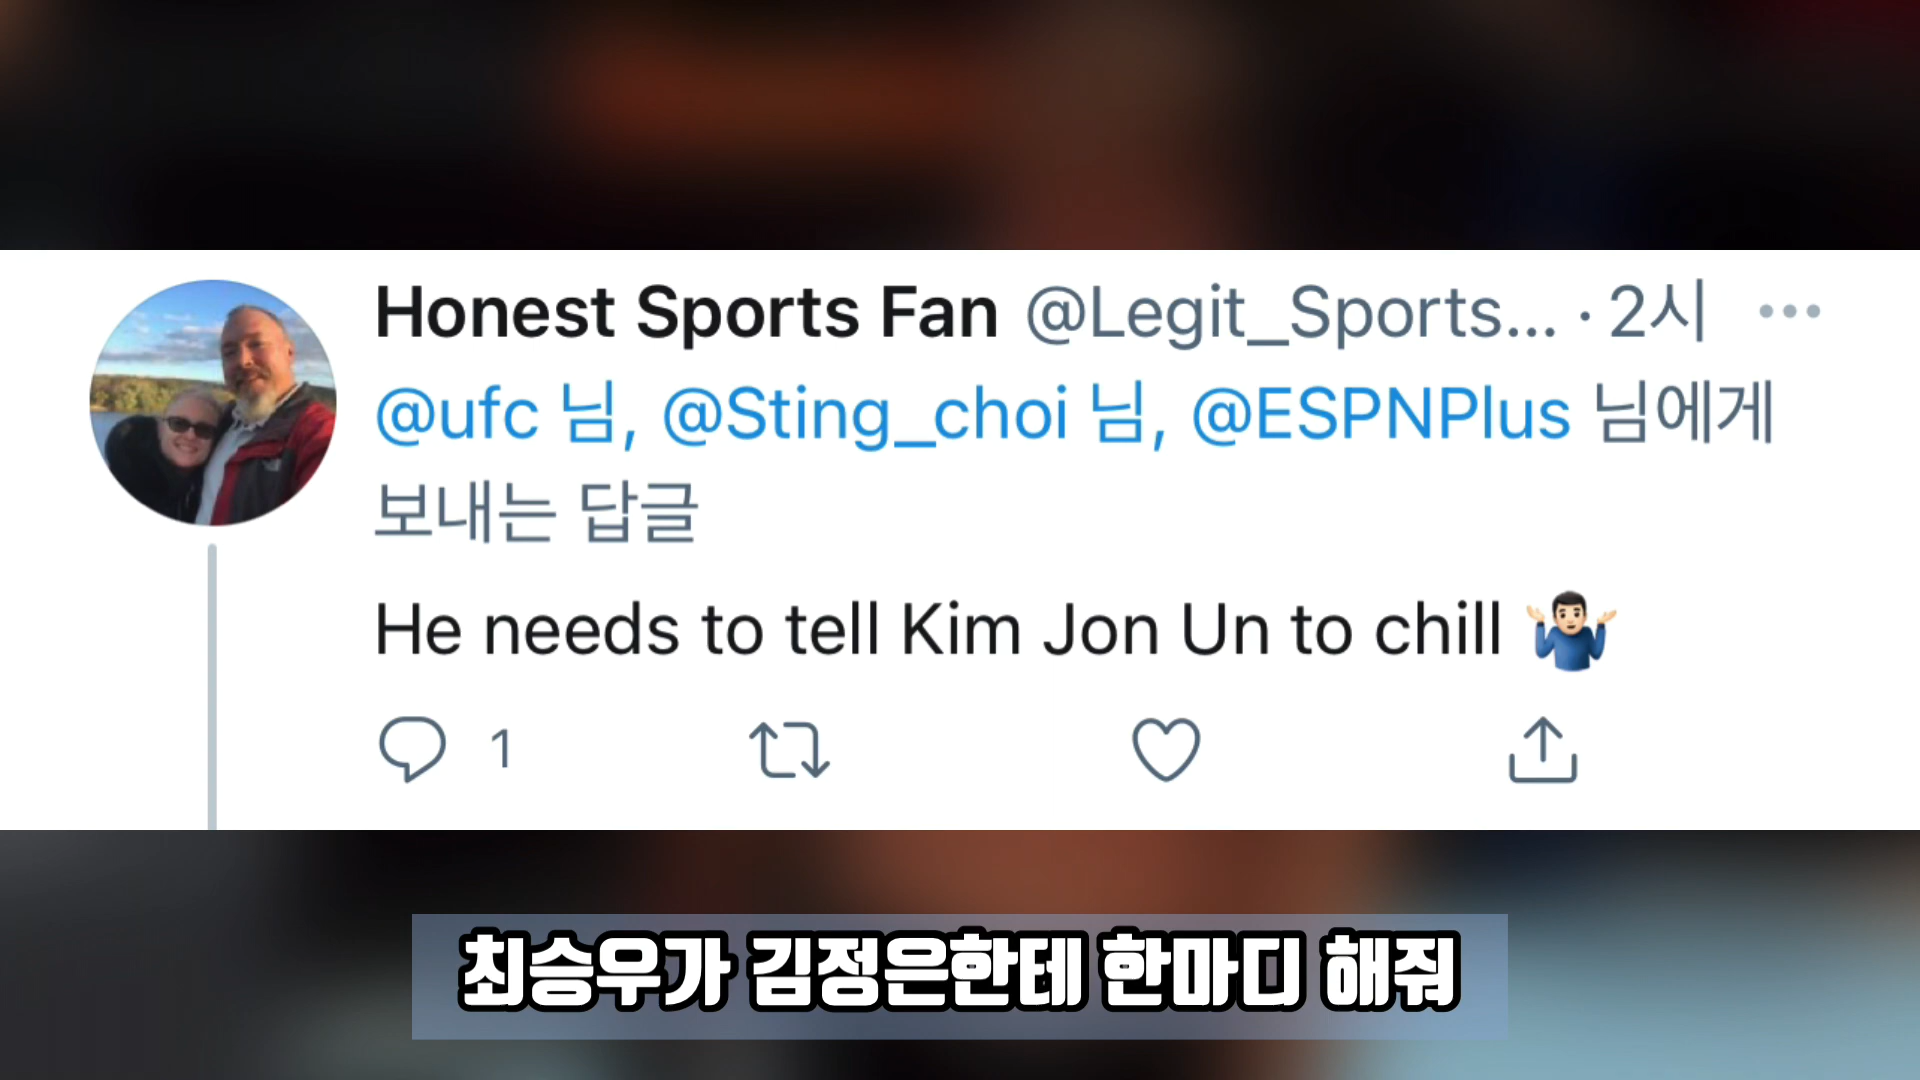 Honest Sports Fan @Legit_Sports... · 2시
@ufc 님, @Sting_choi 님, @ESPNPlus 님에게
보내는 답글
He needs to tell Kim Jon Un to chill 🤷🏻‍♂️
1
최승우가 김정은한테 한마디 해줘